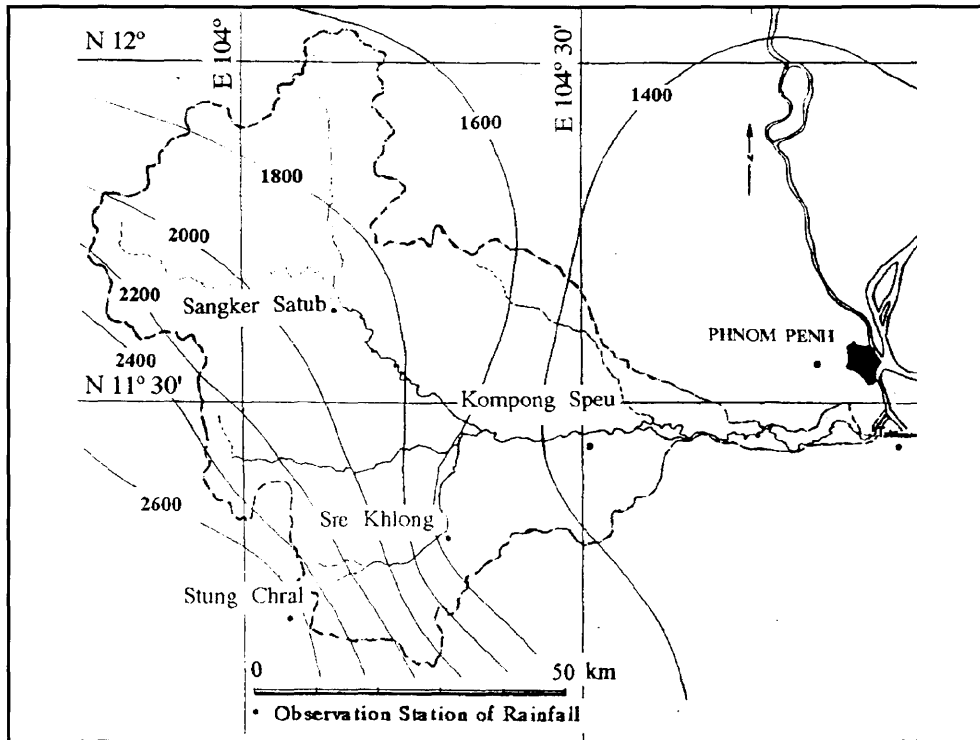 N 12°
E 104°
E 104° 30'
1400
1600
1800
2000
Sangker Satub
2200
PHNOM PENH
2400
N 11° 30'
Kompong Speu
2600
Sre Khlong
Stung Chral
0
50 km
• Observation Station of Rainfall